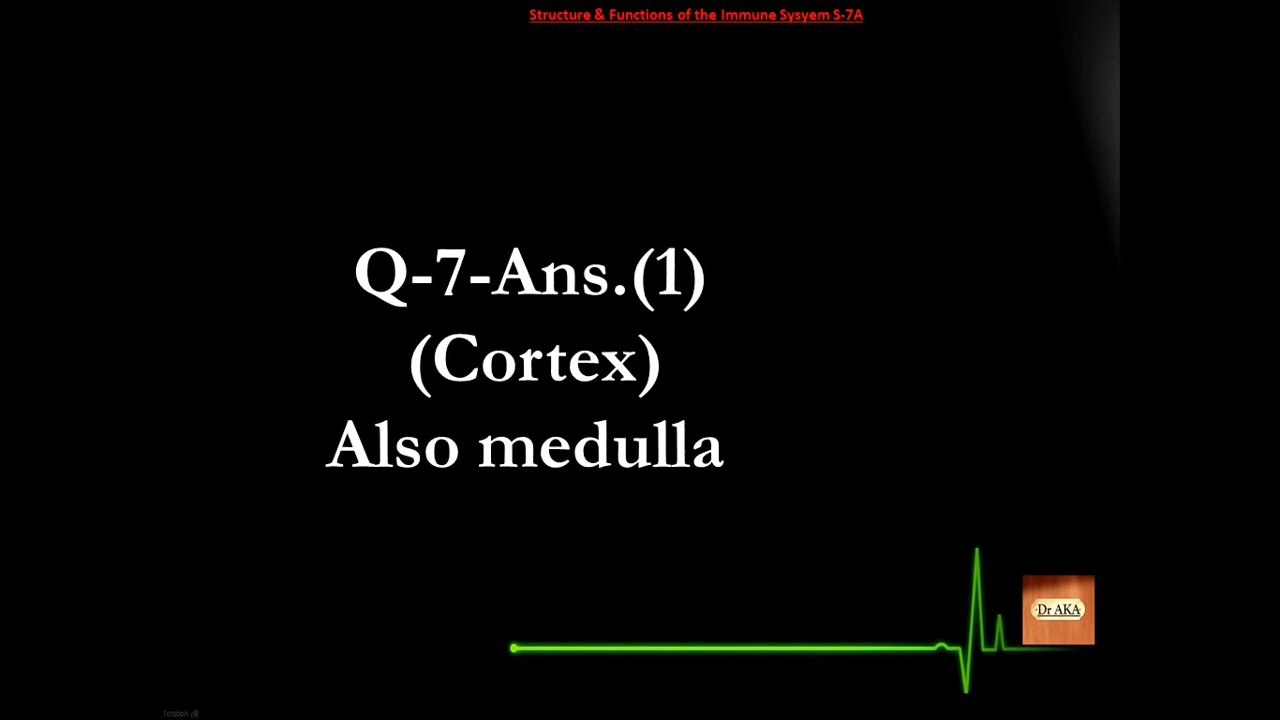 Structure & Functions of the Immune Sysyem S-7A
Q-7-Ans.(1)
(Cortex)
Also medulla
Dr AKA